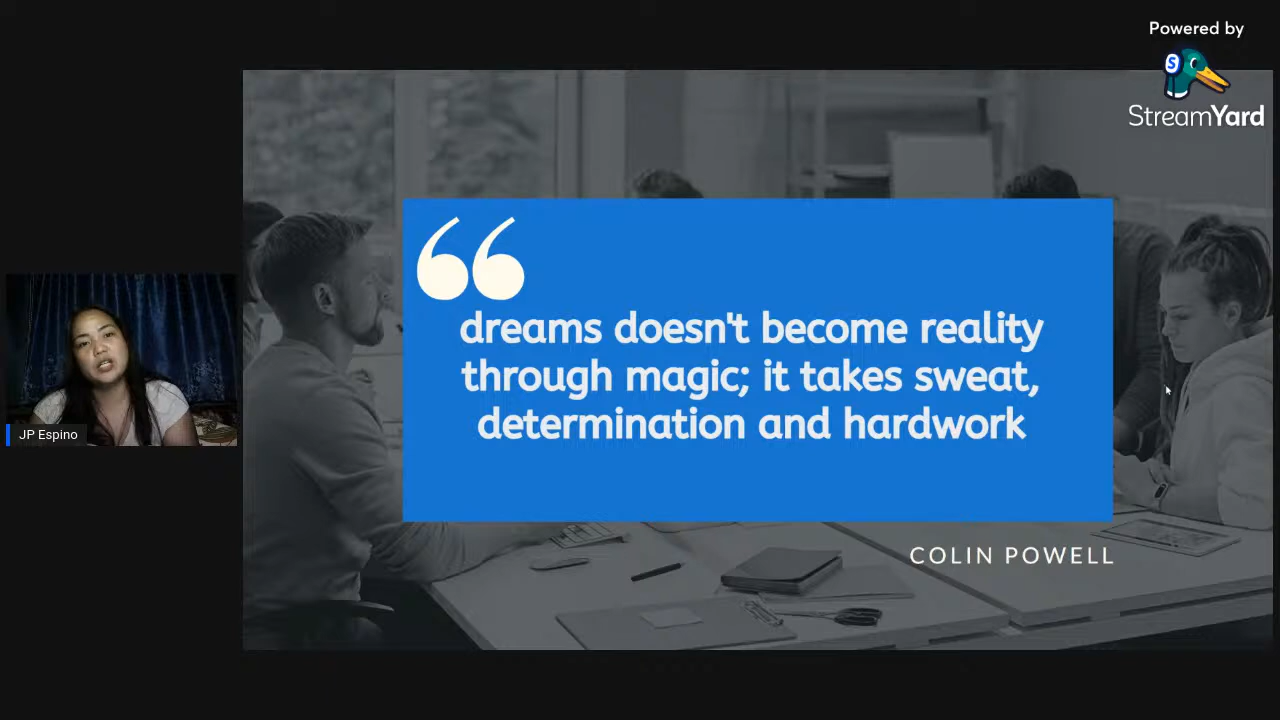 Powered by
StreamYard
“
dreams doesn't become reality
through magic; it takes sweat,
determination and hardwork
COLIN POWELL
JP Espino